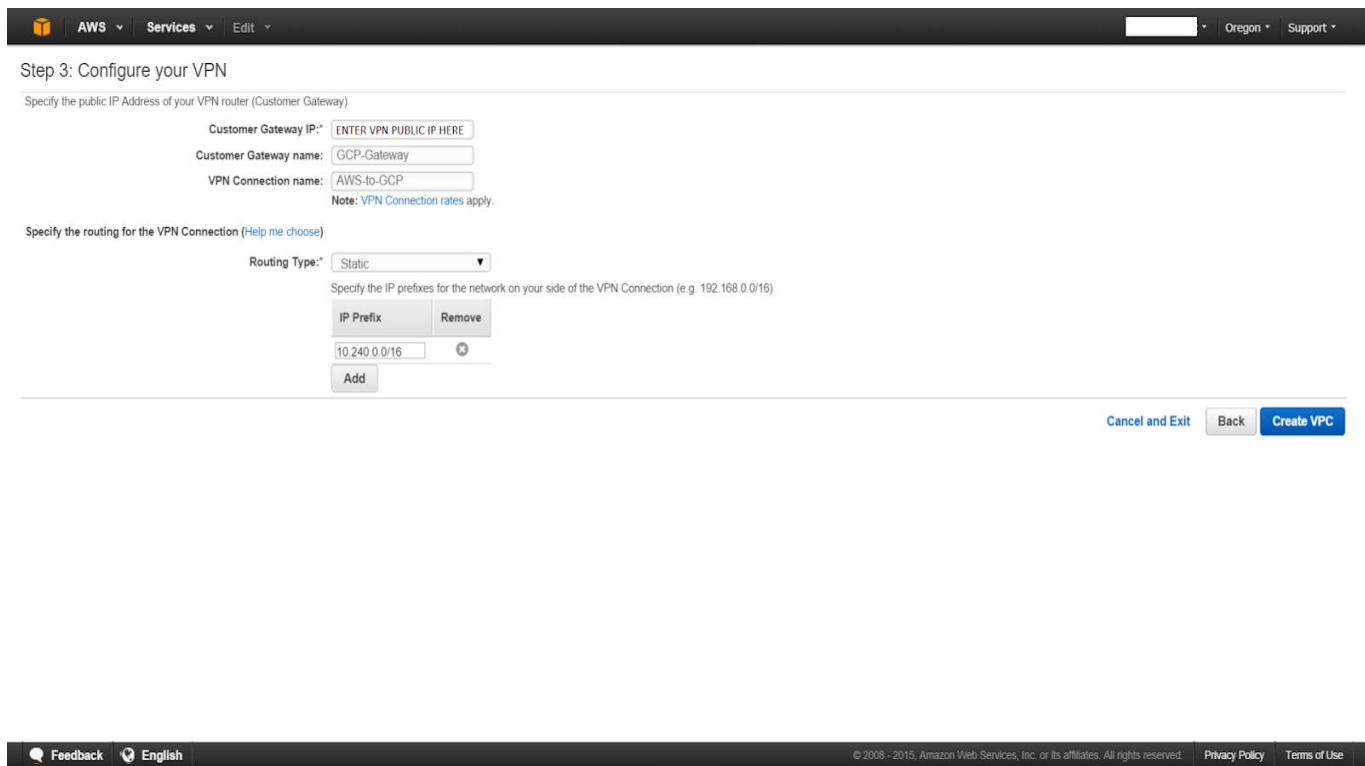 AWS Services Edit Oregon Support
Step 3: Configure your VPN
Specify the public IP Address of your VPN router (Customer Gateway)
Customer Gateway IP:* ENTER VPN PUBLIC IP HERE
Customer Gateway name: GCP-Gateway
VPN Connection name: AWS-to-GCP
Note: VPN Connection rates apply.
Specify the routing for the VPN Connection (Help me choose)
Routing Type:* Static
Specify the IP prefixes for the network on your side of the VPN Connection (e.g. 192.168.0.0/16)
IP Prefix Remove
10.240.0.0/16
Add
Cancel and Exit Back Create VPC
Feedback English © 2008 - 2015, Amazon Web Services, Inc. or its affiliates. All rights reserved. Privacy Policy Terms of Use